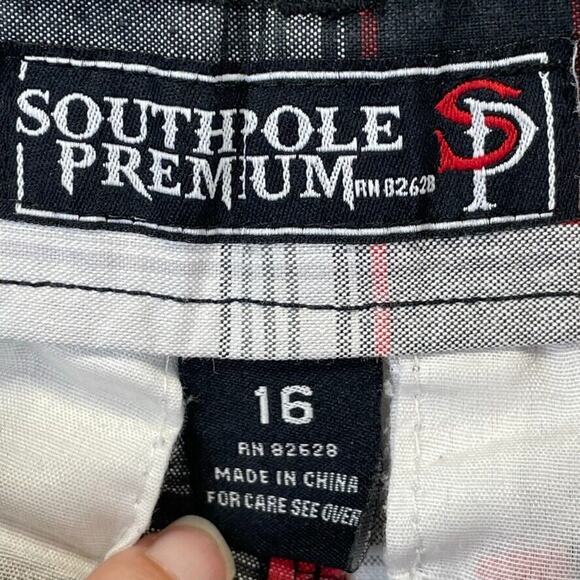 SOUTHPOLE
PREMIUM RN 82628
SP
16
RN 82628
MADE IN CHINA
FOR CARE SEE OVER